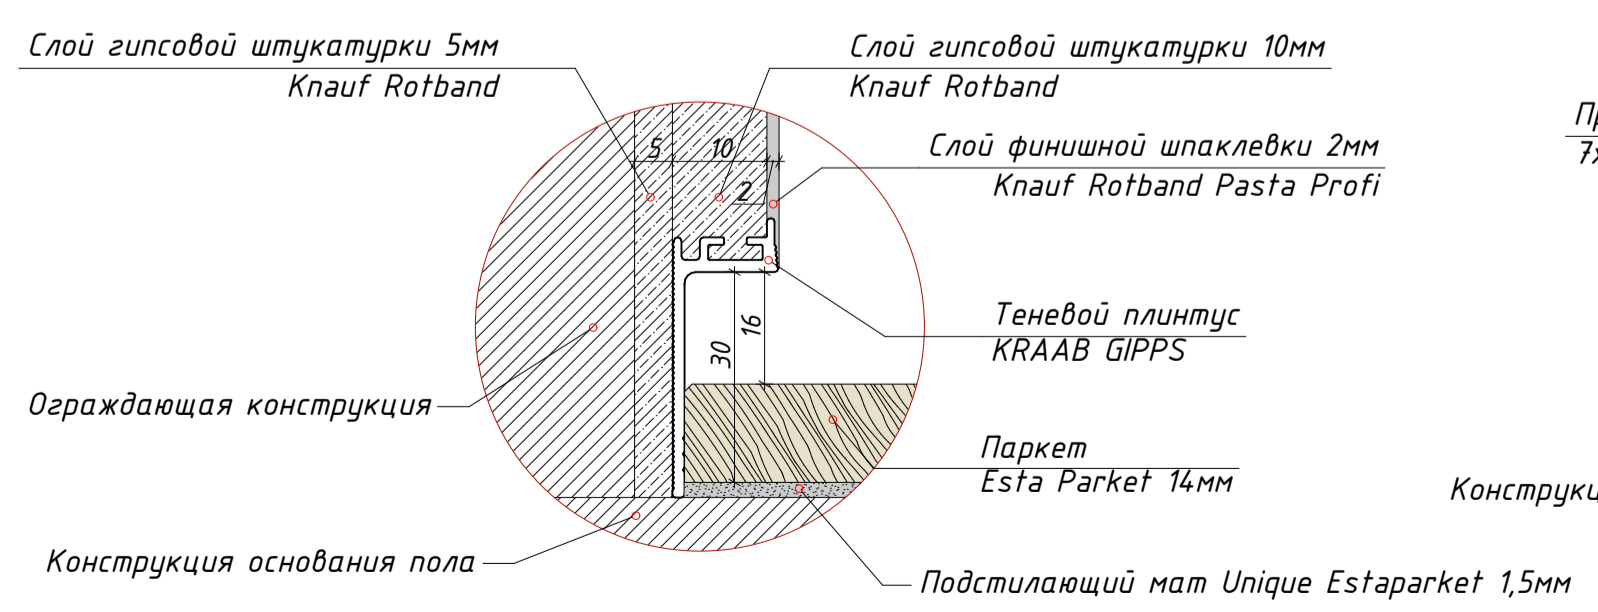 Слой гипсовой штукатурки 5мм
Knauf Rotband
Слой гипсовой штукатурки 10мм
Knauf Rotband
Слой финишной шпаклевки 2мм
Knauf Rotband Pasta Profi
5
10
2
Теневой плинтус
KRAAB GIPPS
16
30
Ограждающая конструкция
Паркет
Esta Parket 14мм
Конструкция основания пола
Подстилающий мат Unique Estaparket 1,5мм